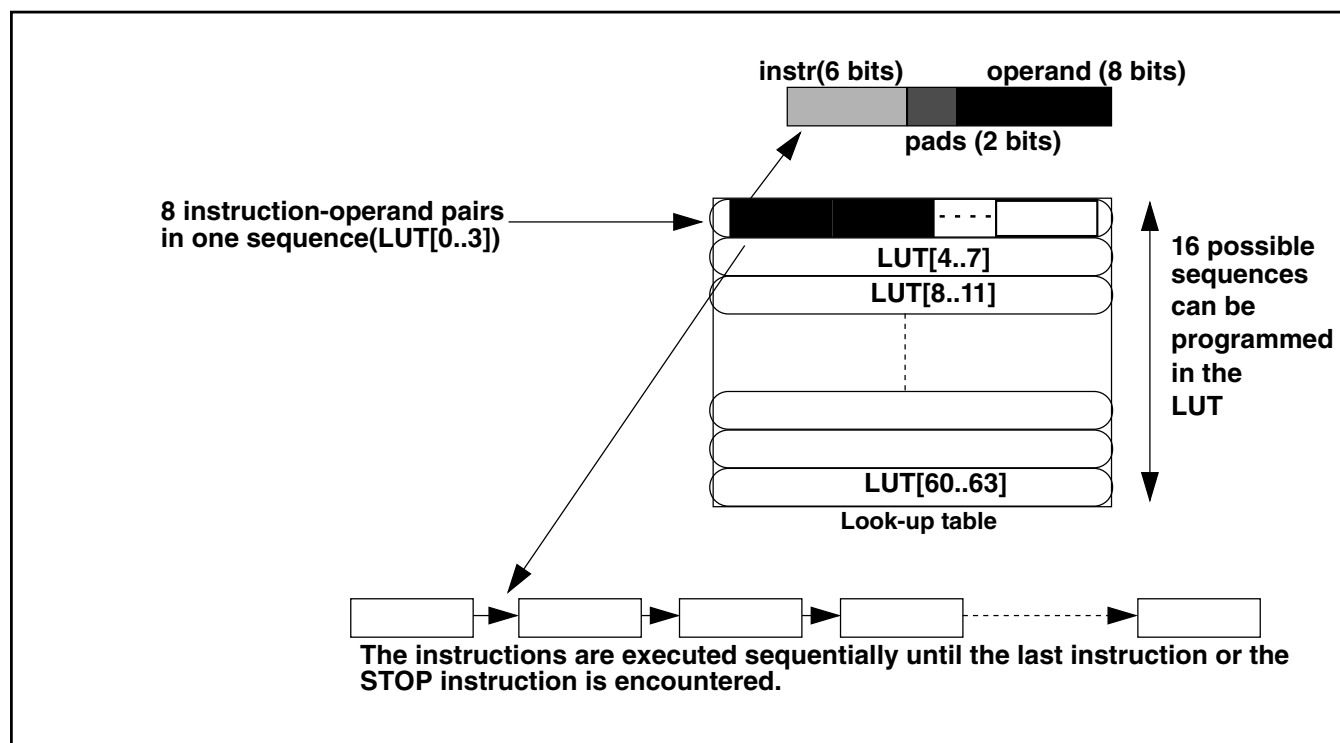 instr(6 bits)
operand (8 bits)
pads (2 bits)
8 instruction-operand pairs
in one sequence(LUT[0..3])
LUT[4..7]
LUT[8..11]
LUT[60..63]
Look-up table
16 possible
sequences
can be
programmed
in the
LUT
The instructions are executed sequentially until the last instruction or the
STOP instruction is encountered.